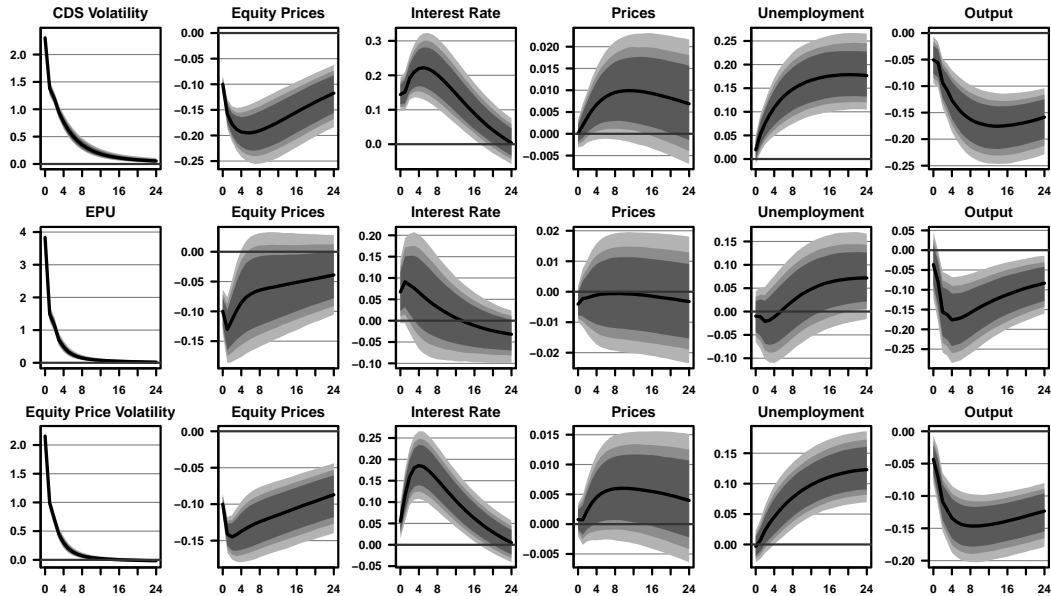 CDS Volatility Equity Prices Interest Rate Prices Unemployment Output
2.0 1.5 1.0 0.5 0.0
0.00 −0.05 −0.10 −0.15 −0.20 −0.25
0.3 0.2 0.1 0.0
0.020 0.015 0.010 0.005 0.000 −0.005
0.25 0.20 0.15 0.10 0.05 0.00
0.00 −0.05 −0.10 −0.15 −0.20 −0.25
0 4 8 16 24 0 4 8 16 24 0 4 8 16 24 0 4 8 16 24 0 4 8 16 24 0 4 8 16 24
EPU Equity Prices Interest Rate Prices Unemployment Output
4 3 2 1 0
0.00 −0.05 −0.10 −0.15
0.20 0.15 0.10 0.05 0.00 −0.05 −0.10
0.02 0.01 0.00 −0.01 −0.02
0.15 0.10 0.05 0.00 −0.05 −0.10
0.05 0.00 −0.05 −0.10 −0.15 −0.20 −0.25
0 4 8 16 24 0 4 8 16 24 0 4 8 16 24 0 4 8 16 24 0 4 8 16 24 0 4 8 16 24
Equity Price Volatility Equity Prices Interest Rate Prices Unemployment Output
2.0 1.5 1.0 0.5 0.0
0.00 −0.05 −0.10 −0.15
0.25 0.20 0.15 0.10 0.05 0.00 −0.05
0.015 0.010 0.005 0.000 −0.005
0.15 0.10 0.05 0.00
0.00 −0.05 −0.10 −0.15 −0.20
0 4 8 16 24 0 4 8 16 24 0 4 8 16 24 0 4 8 16 24 0 4 8 16 24 0 4 8 16 24